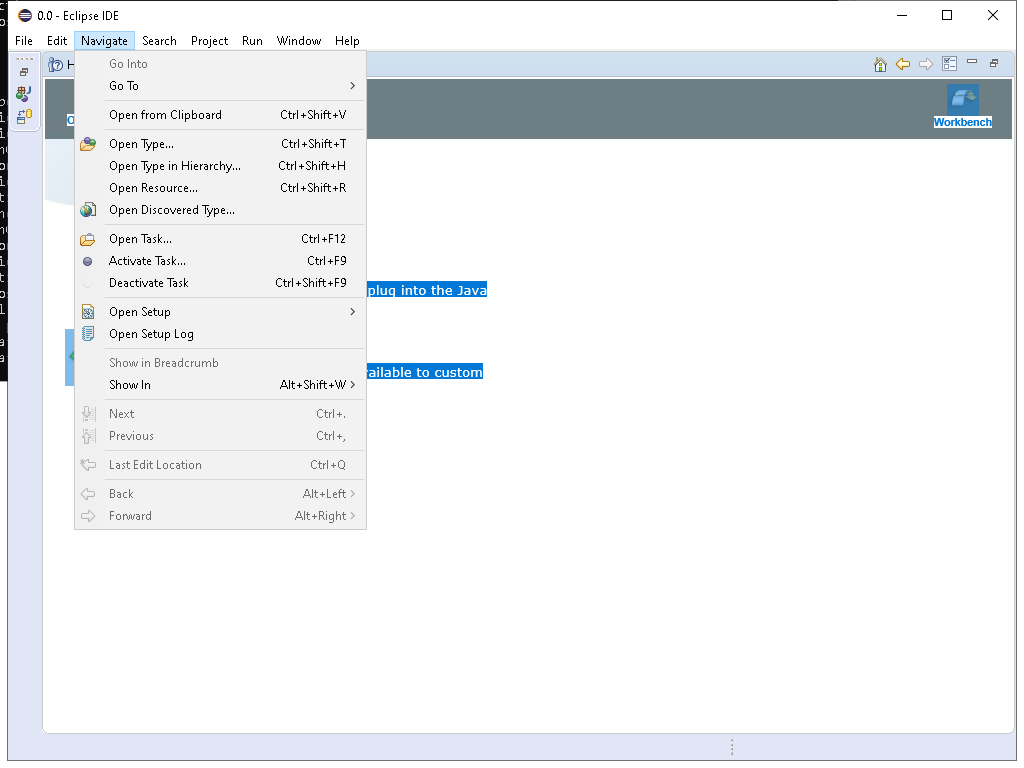 0.0 - Eclipse IDE
File Edit Navigate Search Project Run Window Help
Go Into
Go To
Open from Clipboard Ctrl+Shift+V
Open Type... Ctrl+Shift+T
Open Type in Hierarchy... Ctrl+Shift+H
Open Resource... Ctrl+Shift+R
Open Discovered Type...
Open Task... Ctrl+F12
Activate Task... Ctrl+F9
Deactivate Task Ctrl+Shift+F9
Open Setup
Open Setup Log
Show in Breadcrumb
Show In Alt+Shift+W
Next Ctrl+.
Previous Ctrl+,
Last Edit Location Ctrl+Q
Back Alt+Left
Forward Alt+Right
Workbench
plug into the Java
to custom